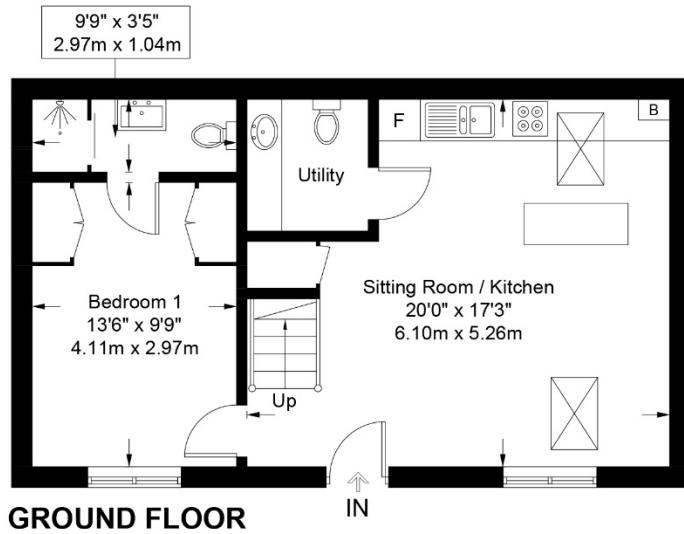 9'9" x 3'5"
2.97m x 1.04m
F
B
Utility
Bedroom 1
13'6" x 9'9"
4.11m x 2.97m
Sitting Room / Kitchen
20'0" x 17'3"
6.10m x 5.26m
Up
IN
GROUND FLOOR